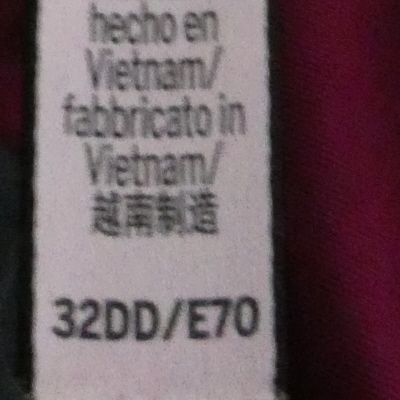 hecho en
Vietnam/
fabbricato in
Vietnam/
越南制造
32DD/E70